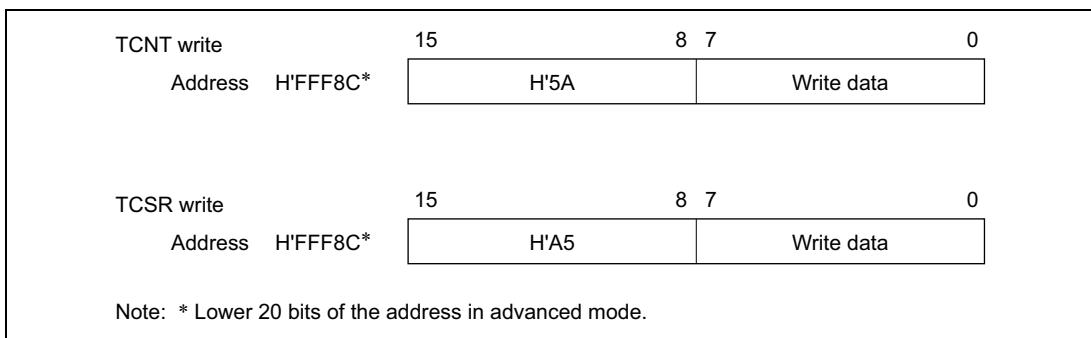 TCNT write 15 8 7 0
Address H'FFF8C* H'5A Write data
TCSR write 15 8 7 0
Address H'FFF8C* H'A5 Write data
Note: * Lower 20 bits of the address in advanced mode.